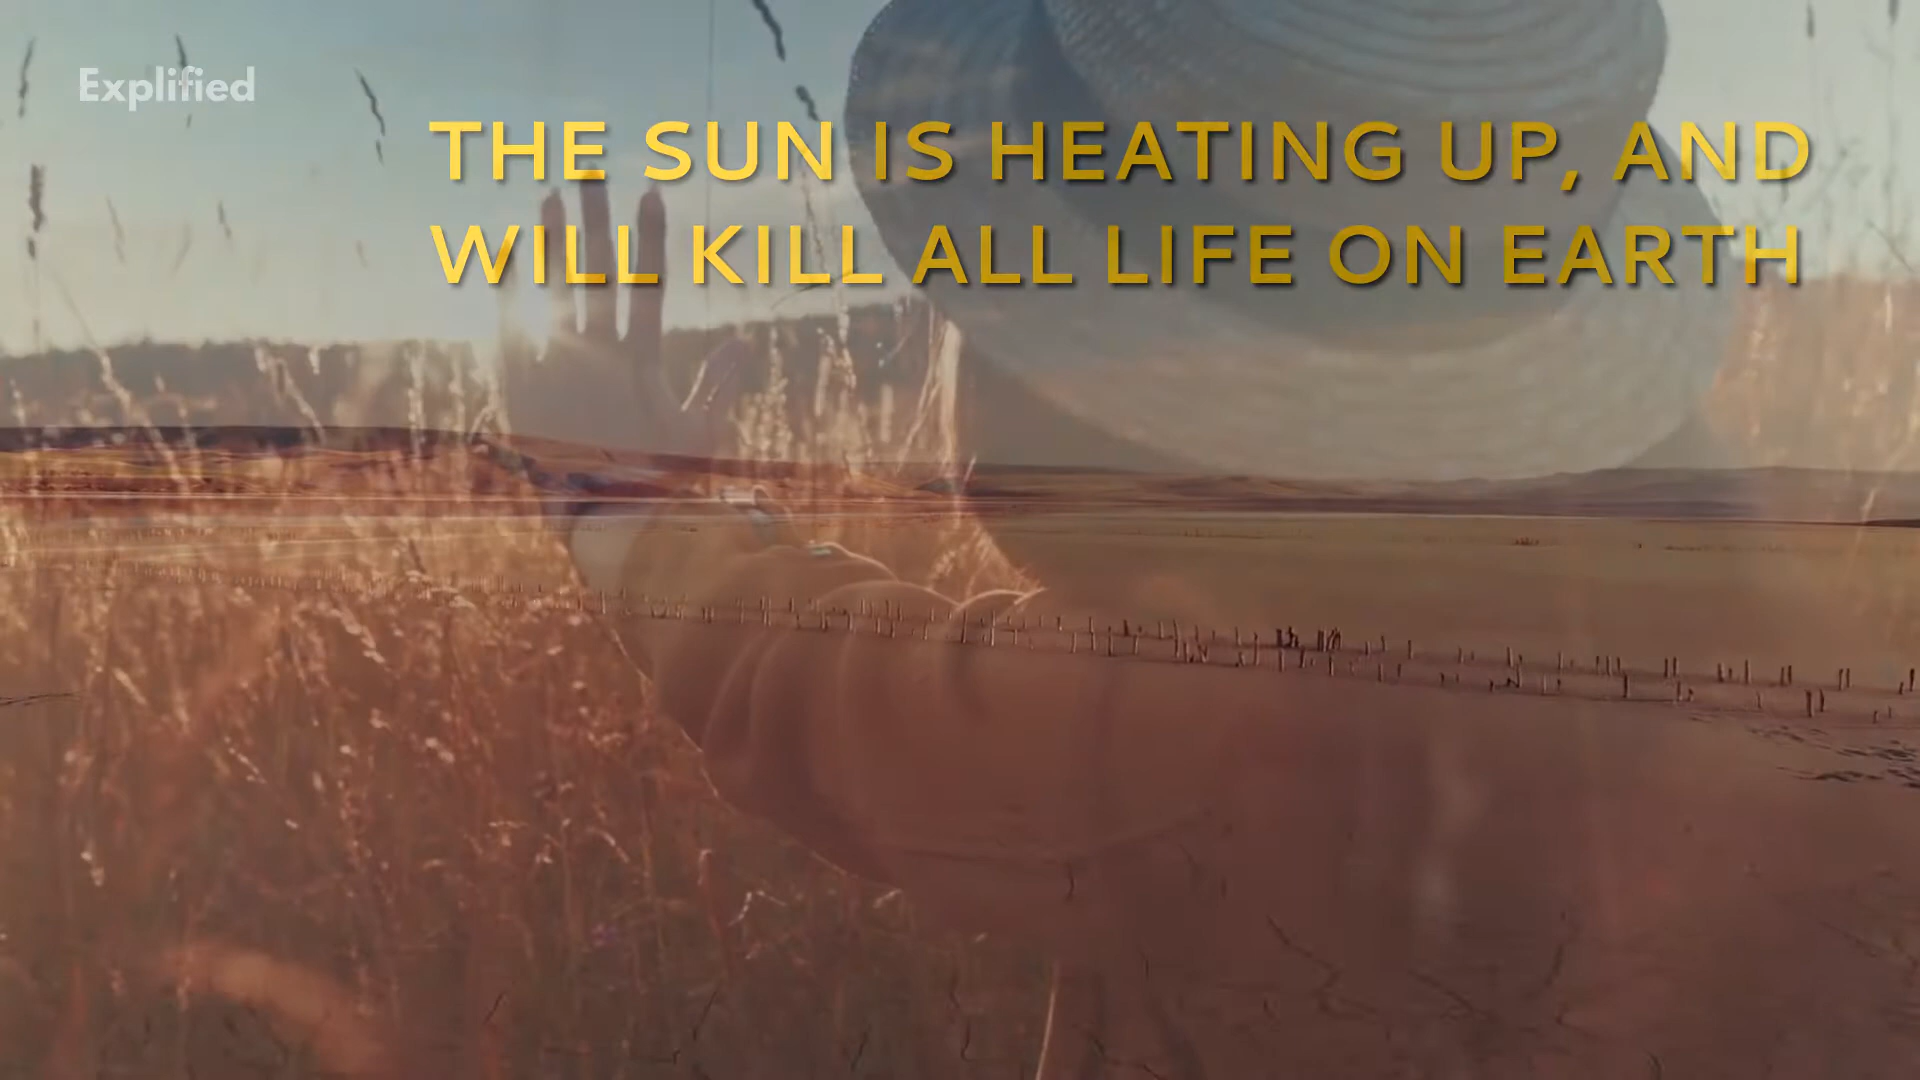 Explified
THE SUN IS HEATING UP, AND
WILL KILL ALL LIFE ON EARTH